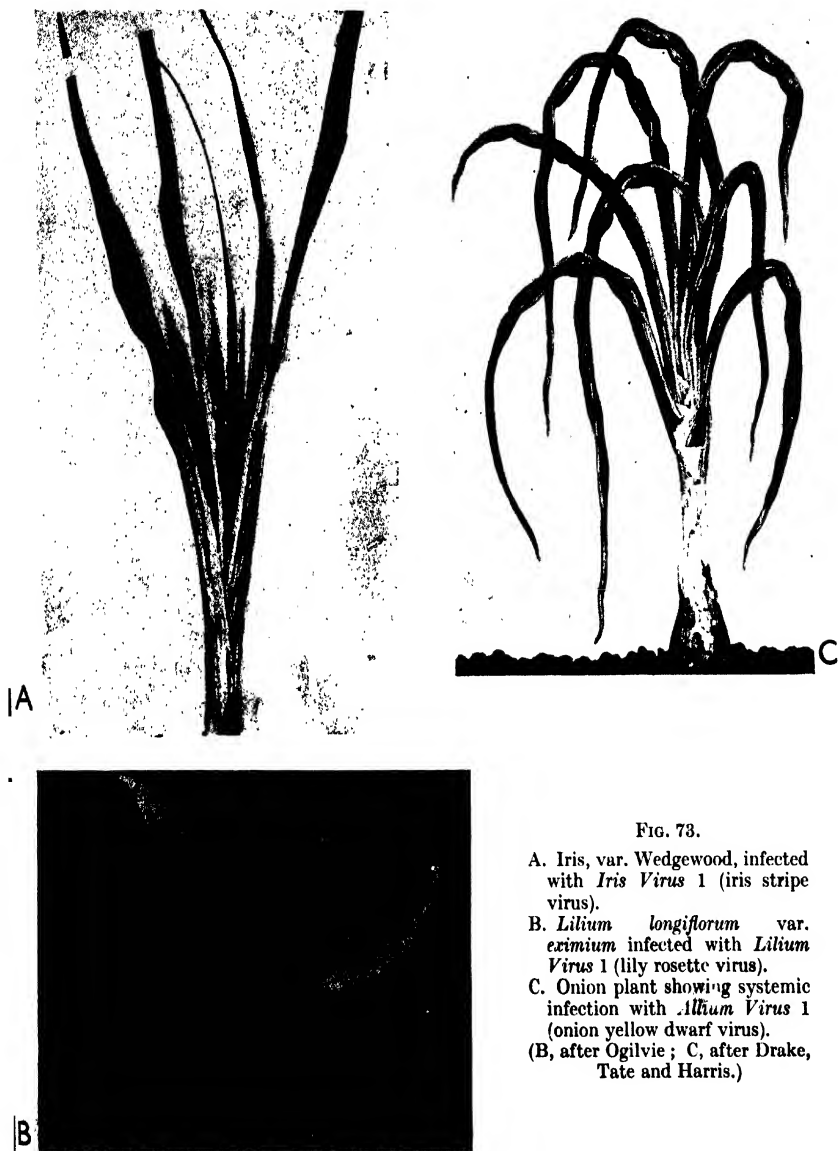 A
C
B
FIG. 73.
A. Iris, var. Wedgewood, infected
with Iris Virus 1 (iris stripe
virus).
B. Lilium longiflorum var.
eximium infected with Lilium
Virus 1 (lily rosette virus).
C. Onion plant showing systemic
infection with Allium Virus 1
(onion yellow dwarf virus).
(B, after Ogilvie ; C, after Drake,
Tate and Harris.)